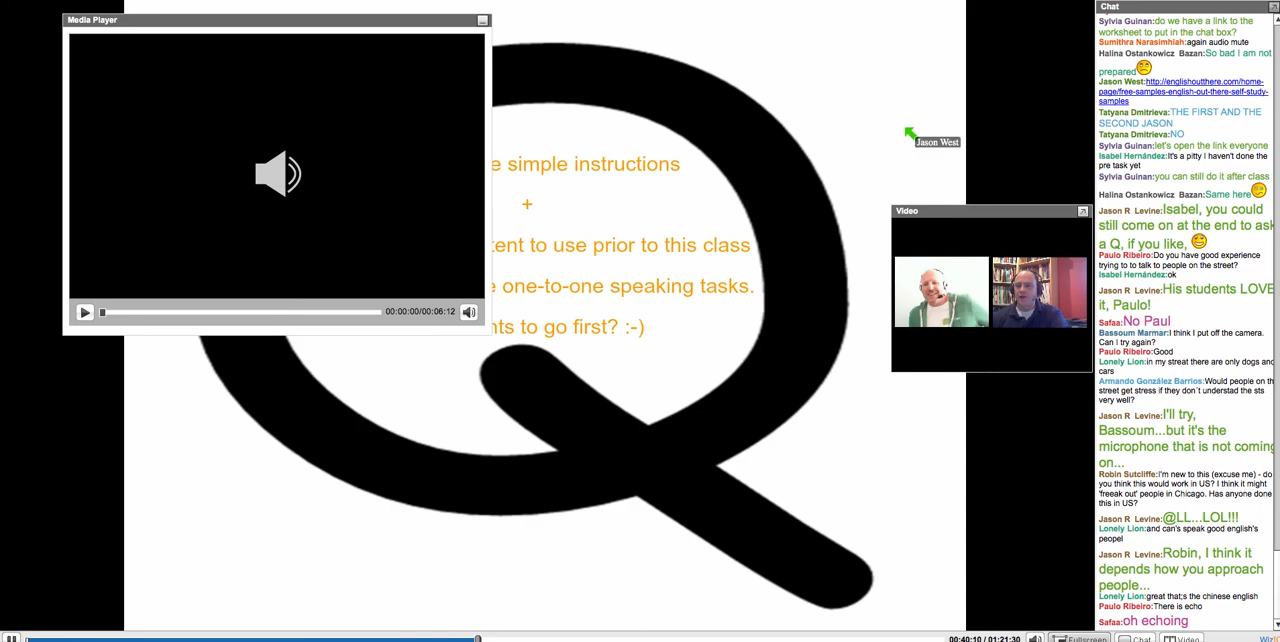 Media Player
00:00:00/00:06:12
e simple instructions
+
tent to use prior to this class
e one-to-one speaking tasks.
nts to go first? :-)
Jason West
Video
Chat
Sylvia Guinan:do we have a link to the
worksheet to put in the chat box?
Sumithra Narasimhiah:again audio mute
Halina Ostankowicz Bazan:So bad I am not
prepared
Jason West:http://englishoutthere.com/home-
page/free-samples-english-out-there-self-study-
samples
Tatyana Dmitrieva:THE FIRST AND THE
SECOND JASON
Tatyana Dmitrieva:NO
Sylvia Guinan:let's open the link everyone
Isabel Hernández:It's a pitty I haven't done the
pre task yet
Sylvia Guinan:you can still do it after class
Halina Ostankowicz Bazan:Same here
Jason R Levine:Isabel, you could
still come on at the end to ask
a Q, if you like,
Paulo Ribeiro:Do you have good experience
trying to to talk to people on the street?
Isabel Hernández:ok
Jason R Levine:His students LOVE
it, Paulo!
Safaa:No Paul
Bassoum Marmar:I think I put off the camera.
Can I try again?
Paulo Ribeiro:Good
Lonely Lion:in my streat there are only dogs and
cars
Armando González Barrios:Would people on th
street get stress if they don´t understad the sts
very well?
Jason R Levine:I'll try,
Bassoum...but it's the
microphone that is not coming
on...
Robin Sutcliffe:I'm new to this (excuse me) - do
you think this would work in US? I think it might
'freeak out' people in Chicago. Has anyone done
this in US?
Jason R Levine:@LL...LOL!!!
Lonely Lion:and can's speak good english's
peopel
Jason R Levine:Robin, I think it
depends how you approach
people...
Lonely Lion:great that;s the chinese english
Paulo Ribeiro:There is echo
Safaa:oh echoing
00:40:10 / 01:21:30
Fullscreen
Chat
Video
WizI